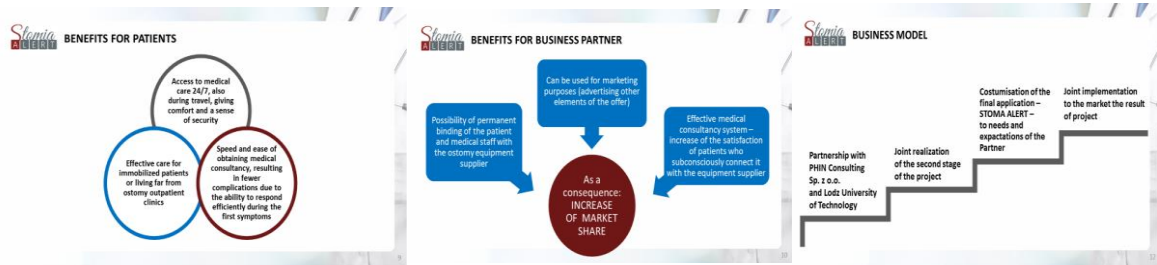 Stomia
ALERT
BENEFITS FOR PATIENTS
Access to medical
care 24/7, also
during travel, giving
comfort and a sense
of security
Effective care for
immobilized patients
or living far from
ostomy outpatient
clinics
Speed and ease of
obtaining medical
consultancy, resulting
in fewer
complications due to
the ability to respond
efficiently during the
first symptoms
9
Stomia
ALERT
BENEFITS FOR BUSINESS PARTNER
Can be used for marketing
purposes (advertising other
elements of the offer)
Possibility of permanent
binding of the patient
and medical staff with
the ostomy equipment
supplier
Effective medical
consultancy system –
increase of the satisfaction
of patients who
subconsciously connect it
with the equipment supplier
As a
consequence:
INCREASE
OF MARKET
SHARE
10
Stomia
ALERT
BUSINESS MODEL
Partnership with
PHIN Consulting
Sp. z o.o.
and Lodz University
of Technology
Joint realization
of the second stage
of the project
Costumisation of the
final application –
STOMA ALERT –
to needs and
expactations of the
Partner
Joint implementation
to the market the result
of project
12